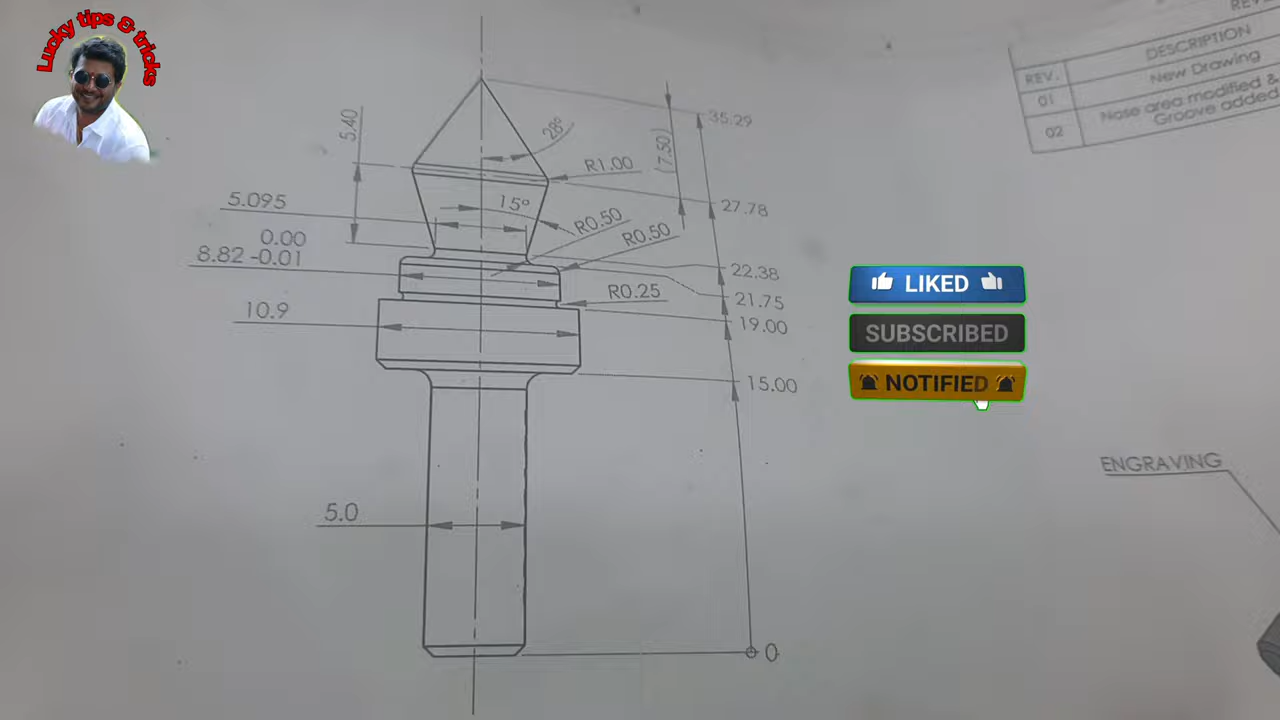 Lucky tips & tricks
REV.
DESCRIPTION
01
New Drawing
02
Nose area modified &
Groove added
35.29
5.40
28°
(7.50)
R1.00
5.095
15°
27.78
R0.50
R0.50
0.00
8.82 -0.01
22.38
LIKED
R0.25
21.75
10.9
19.00
SUBSCRIBED
15.00
NOTIFIED
ENGRAVING
5.0
0